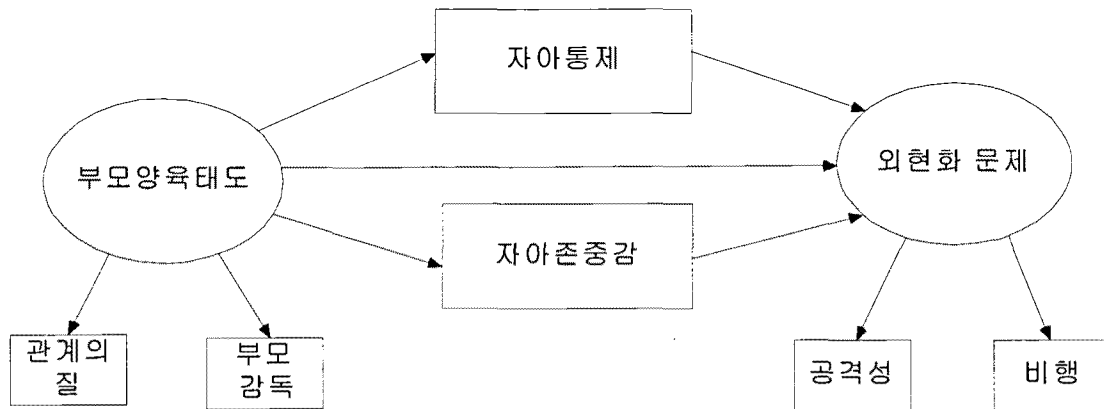 자아통제
부모양육태도
외현화 문제
자아존중감
관계의
질
부모
감독
공격성
비행